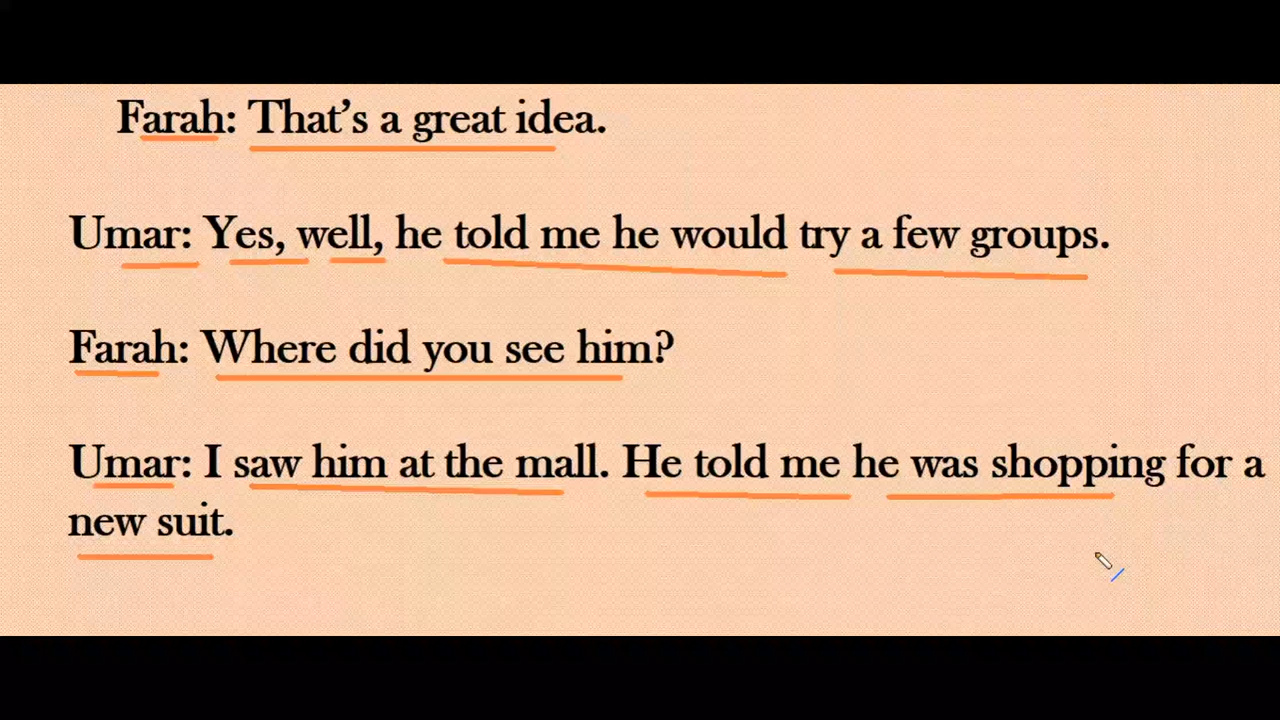 Farah: That's a great idea.
Umar: Yes, well, he told me he would try a few groups.
Farah: Where did you see him?
Umar: I saw him at the mall. He told me he was shopping for a
new suit.